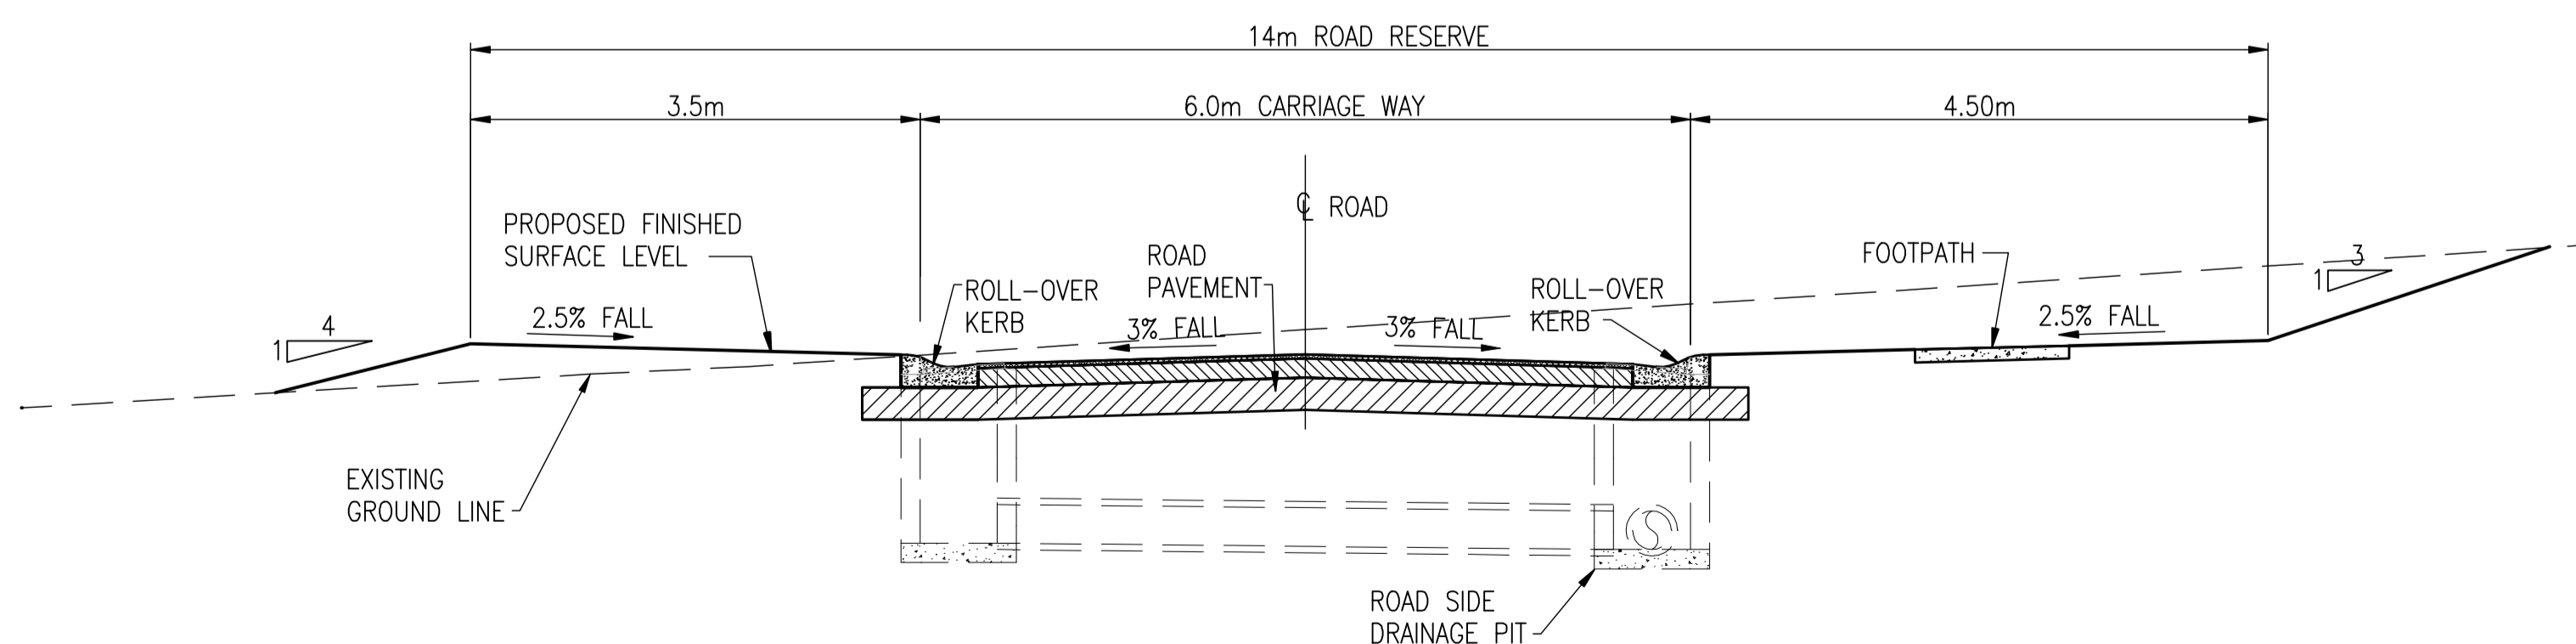 14m ROAD RESERVE
3.5m
6.0m CARRIAGE WAY
4.50m
℄ ROAD
PROPOSED FINISHED
SURFACE LEVEL
ROAD
PAVEMENT
FOOTPATH
ROLL-OVER
KERB
ROLL-OVER
KERB
1
4
2.5% FALL
3% FALL
3% FALL
2.5% FALL
1
3
EXISTING
GROUND LINE
ROAD SIDE
DRAINAGE PIT